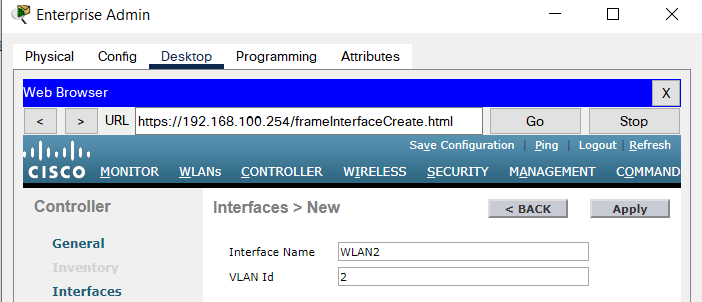 Enterprise Admin
Physical Config Desktop Programming Attributes
Web Browser X
< > URL https://192.168.100.254/frameInterfaceCreate.html Go Stop
Save Configuration | Ping | Logout | Refresh
CISCO MONITOR WLANs CONTROLLER WIRELESS SECURITY MANAGEMENT COMMAND
Controller Interfaces > New < BACK Apply
General
Interface Name WLAN2
Inventory
VLAN Id 2
Interfaces